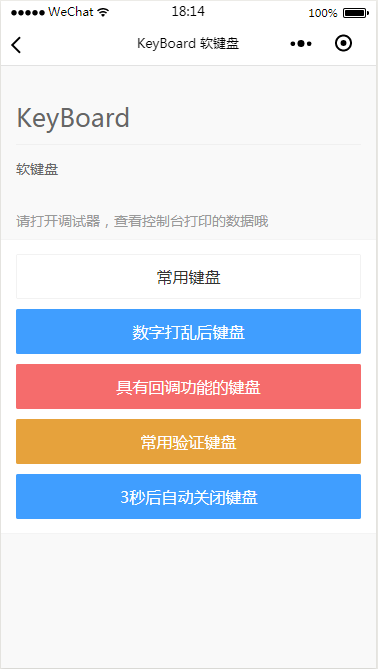 WeChat 18:14 100%
KeyBoard 软键盘
KeyBoard
软键盘
请打开调试器，查看控制台打印的数据哦
常用键盘
数字打乱后键盘
具有回调功能的键盘
常用验证键盘
3秒后自动关闭键盘